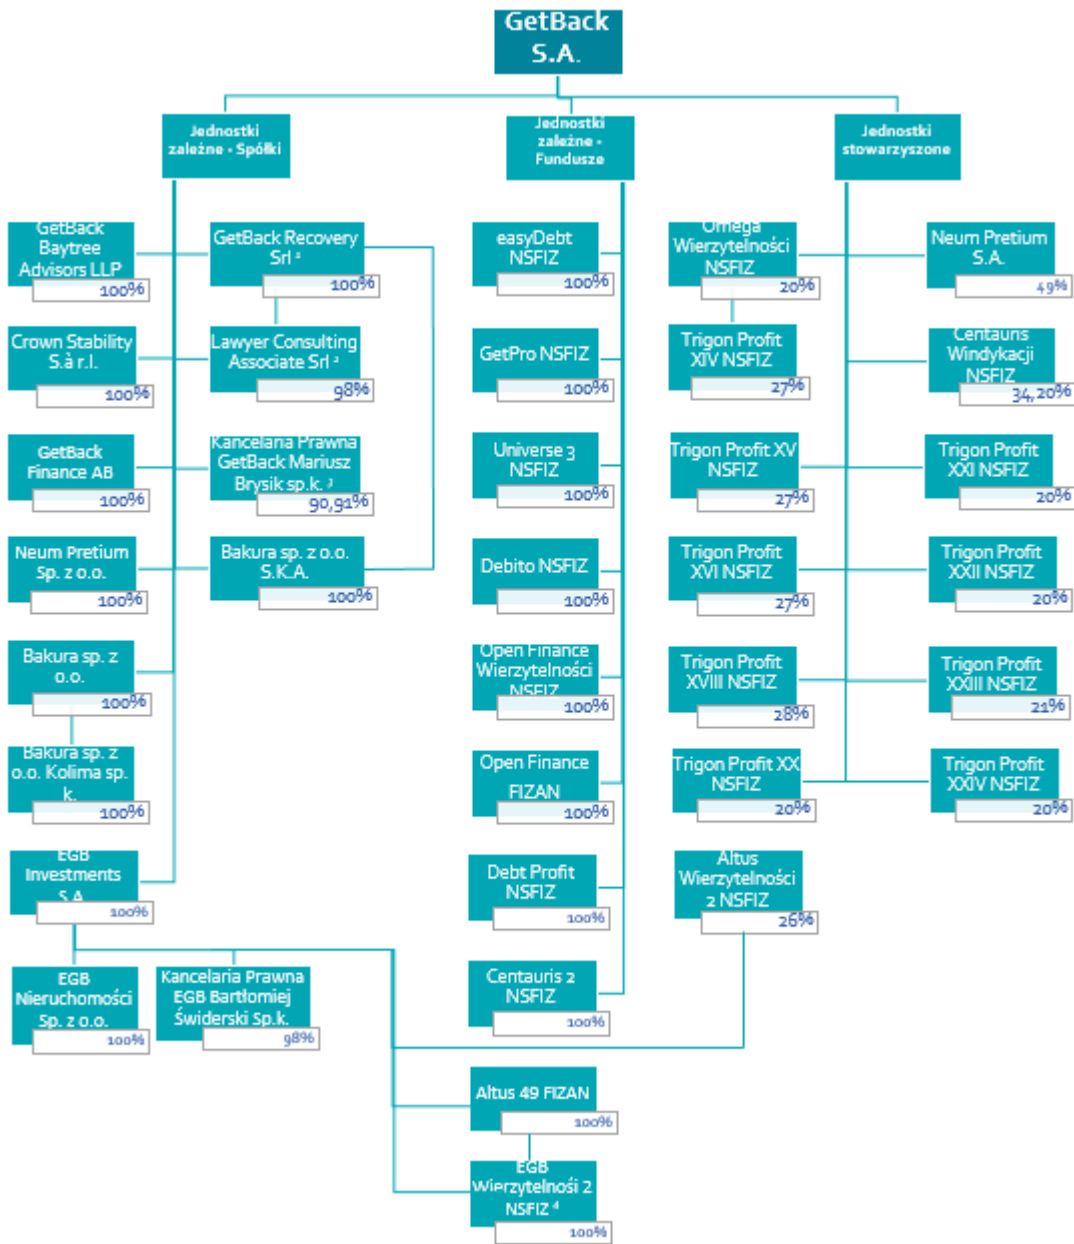 GetBack
S.A.
Jednostki
zależne - Spółki
Jednostki
zależne -
Fundusze
Jednostki
stowarzyszone
GetBack
Baytree
Advisors LLP
100%
GetBack Recovery
Srl ²
100%
easyDebt
NSFIZ
100%
Omega
Wierzytelności
NSFIZ
20%
Neum Pretium
S.A.
49%
Crown Stability
S.à r.l.
100%
Lawyer Consulting
Associate Srl ²
98%
GetPro NSFIZ
100%
Trigon Profit
XIV NSFIZ
27%
Centauris
Windykacji
NSFIZ
34,20%
GetBack
Finance AB
100%
Kancelaria Prawna
GetBack Mariusz
Brysik sp.k. ³
90,91%
Universe 3
NSFIZ
100%
Trigon Profit XV
NSFIZ
27%
Trigon Profit
XXI NSFIZ
20%
Neum Pretium
Sp. z o.o.
100%
Bakura sp. z o.o.
S.K.A.
100%
Debito NSFIZ
100%
Trigon Profit
XVI NSFIZ
27%
Trigon Profit
XXII NSFIZ
20%
Bakura sp. z
o.o.
100%
Open Finance
Wierzytelności
NSFIZ
100%
Trigon Profit
XVIII NSFIZ
28%
Trigon Profit
XXIII NSFIZ
21%
Bakura sp. z
o.o. Kolima sp.
k.
100%
Open Finance
FIZAN
100%
Trigon Profit XX
NSFIZ
20%
Trigon Profit
XXIV NSFIZ
20%
EGB
Investments
S.A.
100%
Debt Profit
NSFIZ
100%
Altus
Wierzytelności
2 NSFIZ
26%
EGB
Nieruchomości
Sp. z o.o.
100%
Kancelaria Prawna
EGB Bartłomiej
Świderski Sp.k.
98%
Centauris 2
NSFIZ
100%
Altus 49 FIZAN
100%
EGB
Wierzytelnośi 2
NSFIZ ⁴
100%